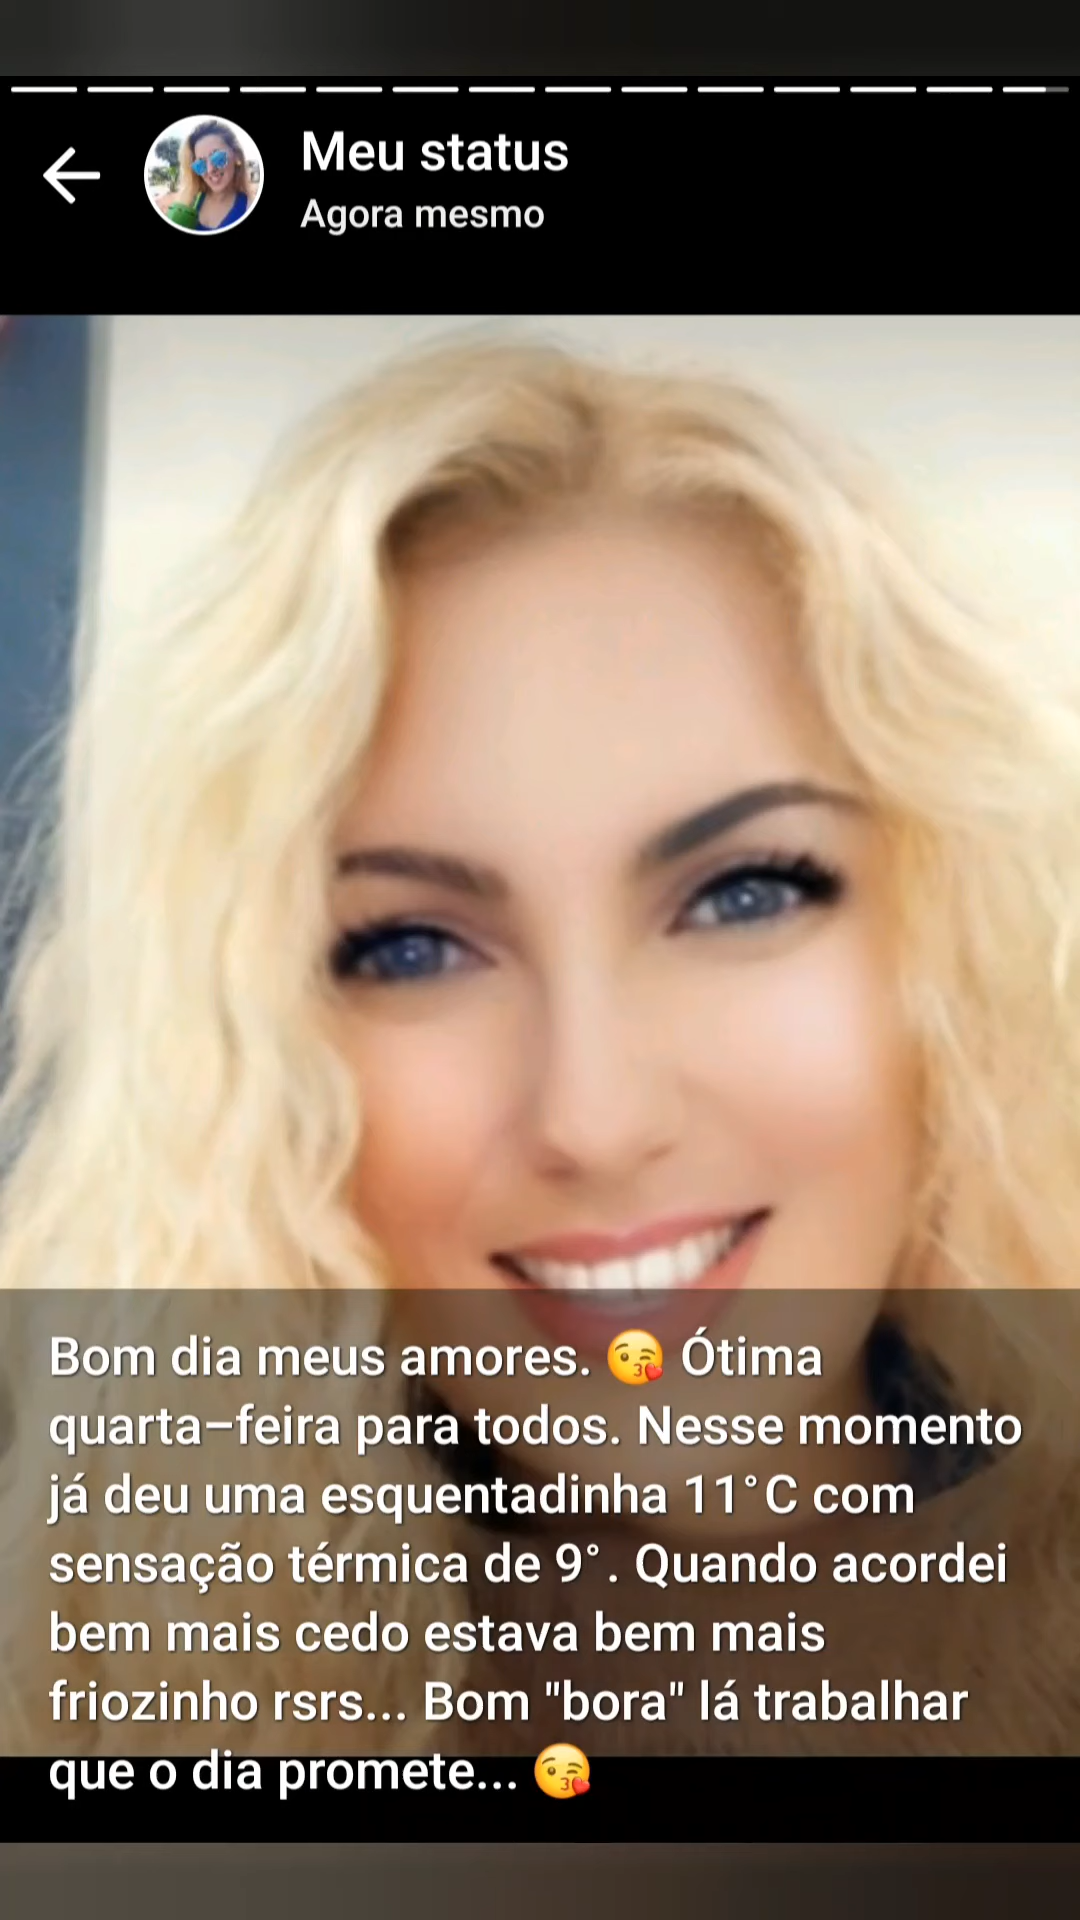 Meu status
Agora mesmo
Bom dia meus amores. 😘 Ótima
quarta–feira para todos. Nesse momento
já deu uma esquentadinha 11°C com
sensação térmica de 9°. Quando acordei
bem mais cedo estava bem mais
friozinho rsrs... Bom "bora" lá trabalhar
que o dia promete... 😘